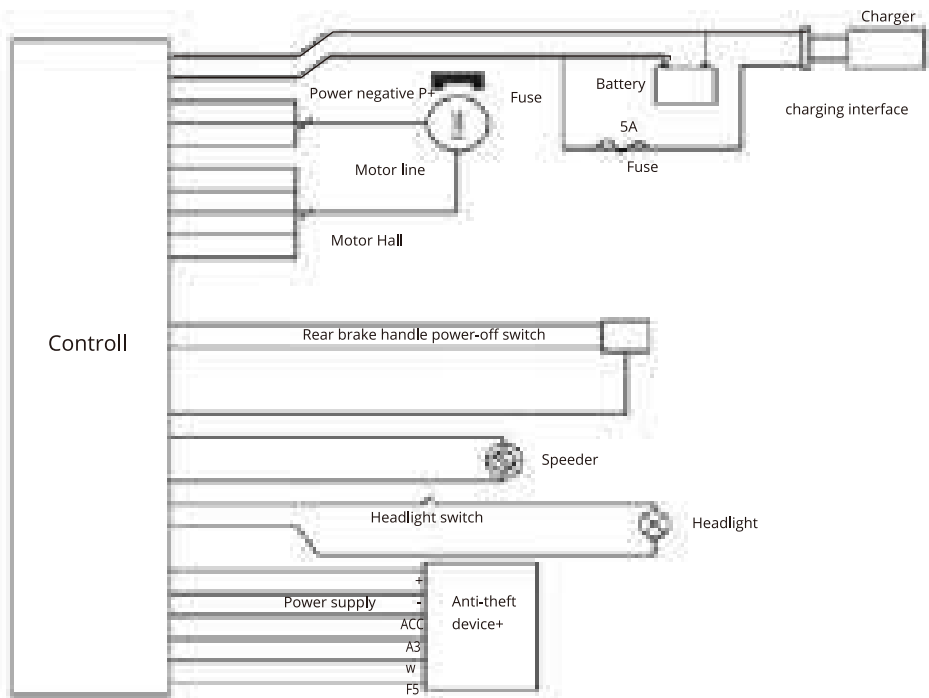 Charger
Power negative P+
Fuse
Battery
charging interface
5A
Fuse
Motor line
Motor Hall
Controll
Rear brake handle power-off switch
Speeder
Headlight switch
Headlight
+
Power supply
-
Anti-theft
device+
ACC
A3
w
F5